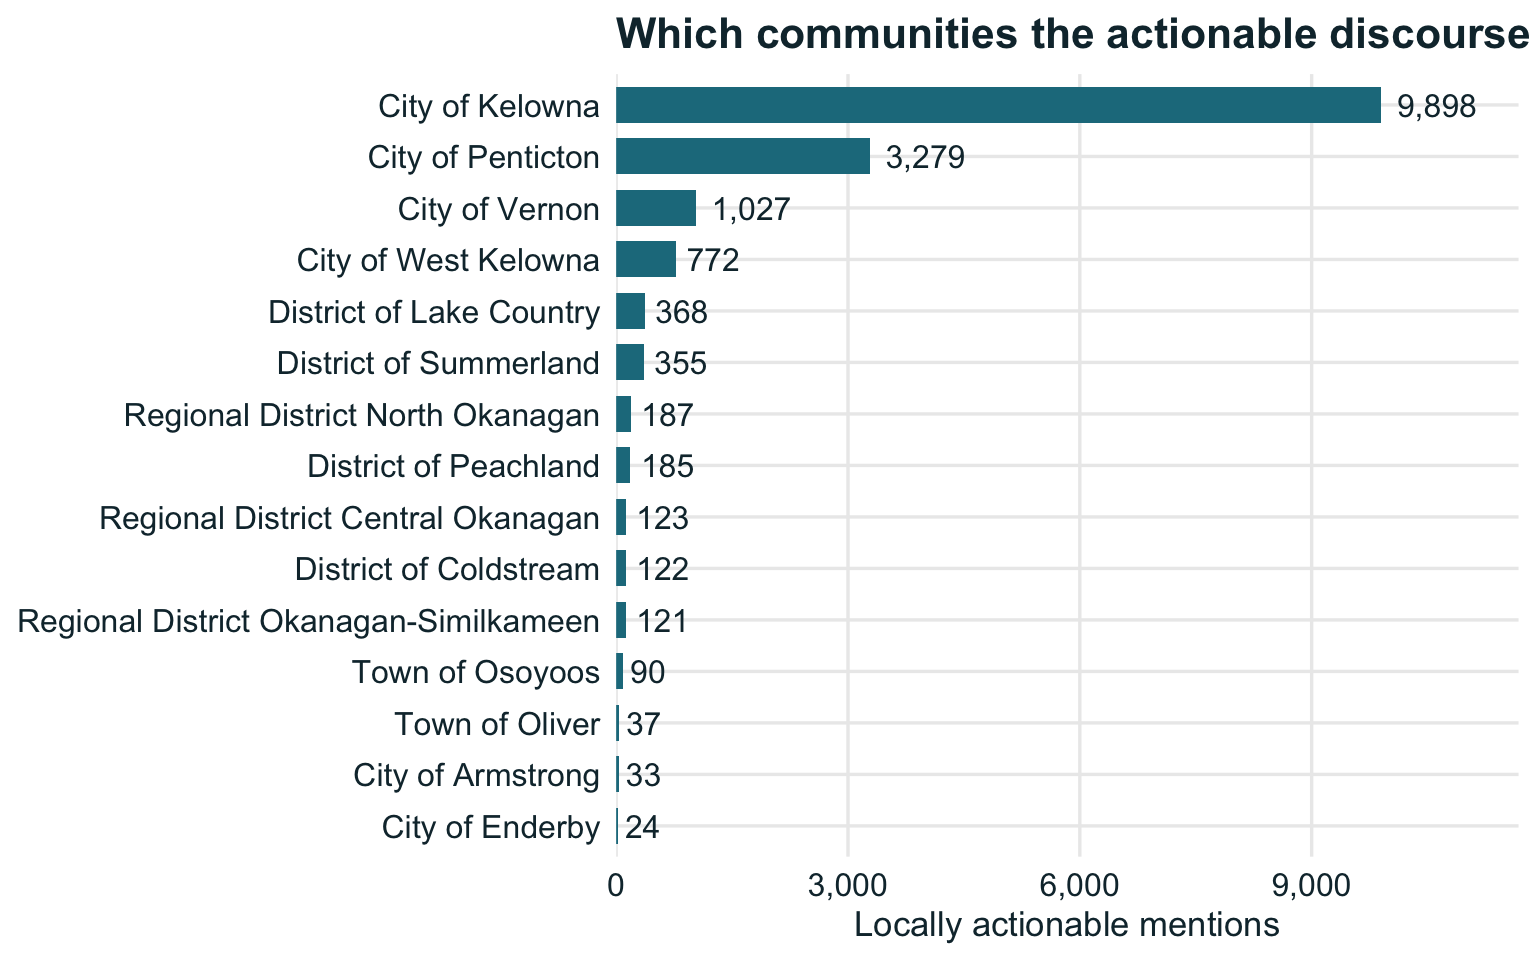 Which communities the actionable discourse
City of Kelowna 9,898
City of Penticton 3,279
City of Vernon 1,027
City of West Kelowna 772
District of Lake Country 368
District of Summerland 355
Regional District North Okanagan 187
District of Peachland 185
Regional District Central Okanagan 123
District of Coldstream 122
Regional District Okanagan-Similkameen 121
Town of Osoyoos 90
Town of Oliver 37
City of Armstrong 33
City of Enderby 24
0 3,000 6,000 9,000
Locally actionable mentions